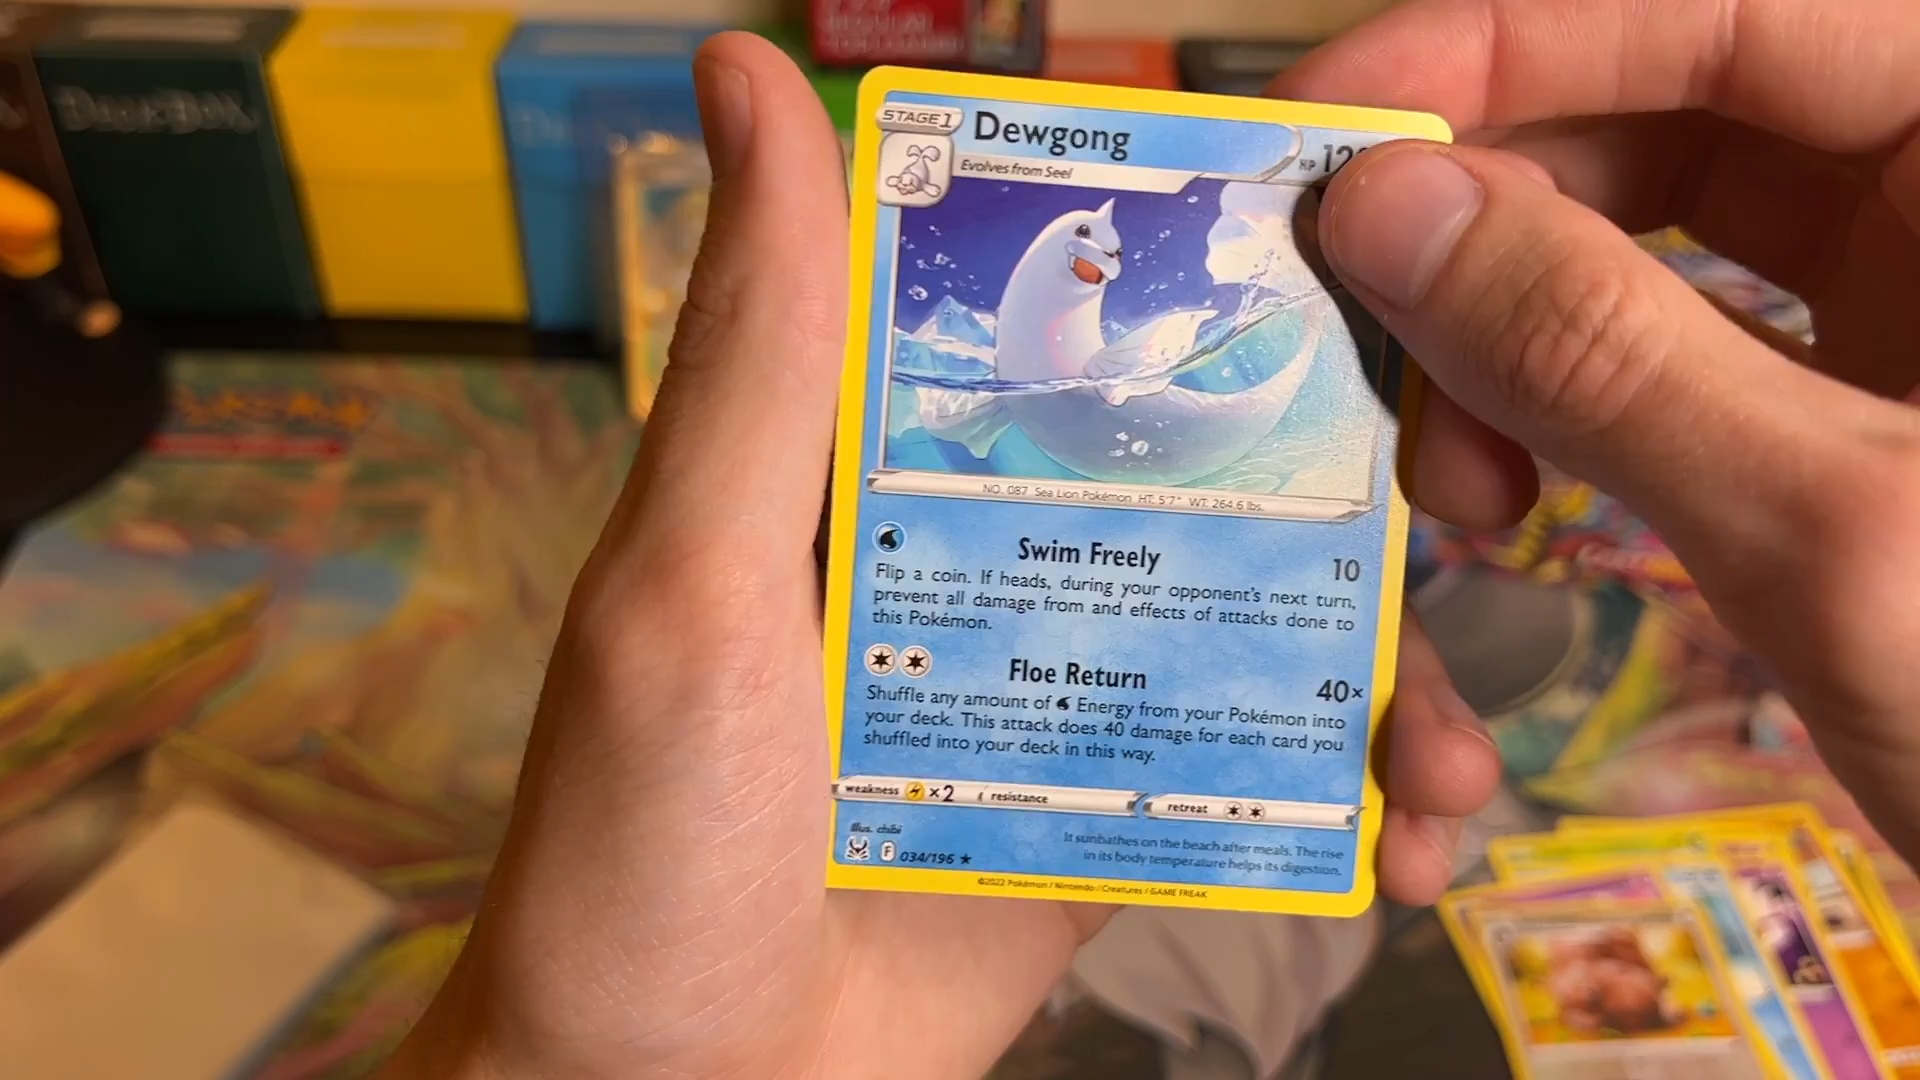 DECKBOX
STAGE1
Dewgong
HP 12
Evolves from Seel
NO. 087 Sea Lion Pokémon HT: 5'7" WT: 264.6 lbs.
Swim Freely 10
Flip a coin. If heads, during your opponent's next turn,
prevent all damage from and effects of attacks done to
this Pokémon.
Floe Return 40×
Shuffle any amount of Energy from your Pokémon into
your deck. This attack does 40 damage for each card you
shuffled into your deck in this way.
weakness ×2 resistance retreat
Illus. chibi
F 034/196 ★
It sunbathes on the beach after meals. The rise
in its body temperature helps its digestion.
©2022 Pokémon / Nintendo / Creatures / GAME FREAK